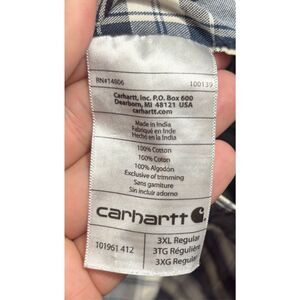 RN#14806 100139
Carhartt, Inc. P.O. Box 600
Dearborn, MI 48121 USA
carhartt.com
Made in India
Fabriqué en Inde
Hecho en la India
100% Cotton
100% Coton
100% Algodón
Exclusive of trimming
Sans garniture
Sin incluir adorno
carhartt
101961 412
3XL Regular
3TG Régulière
3XG Regular